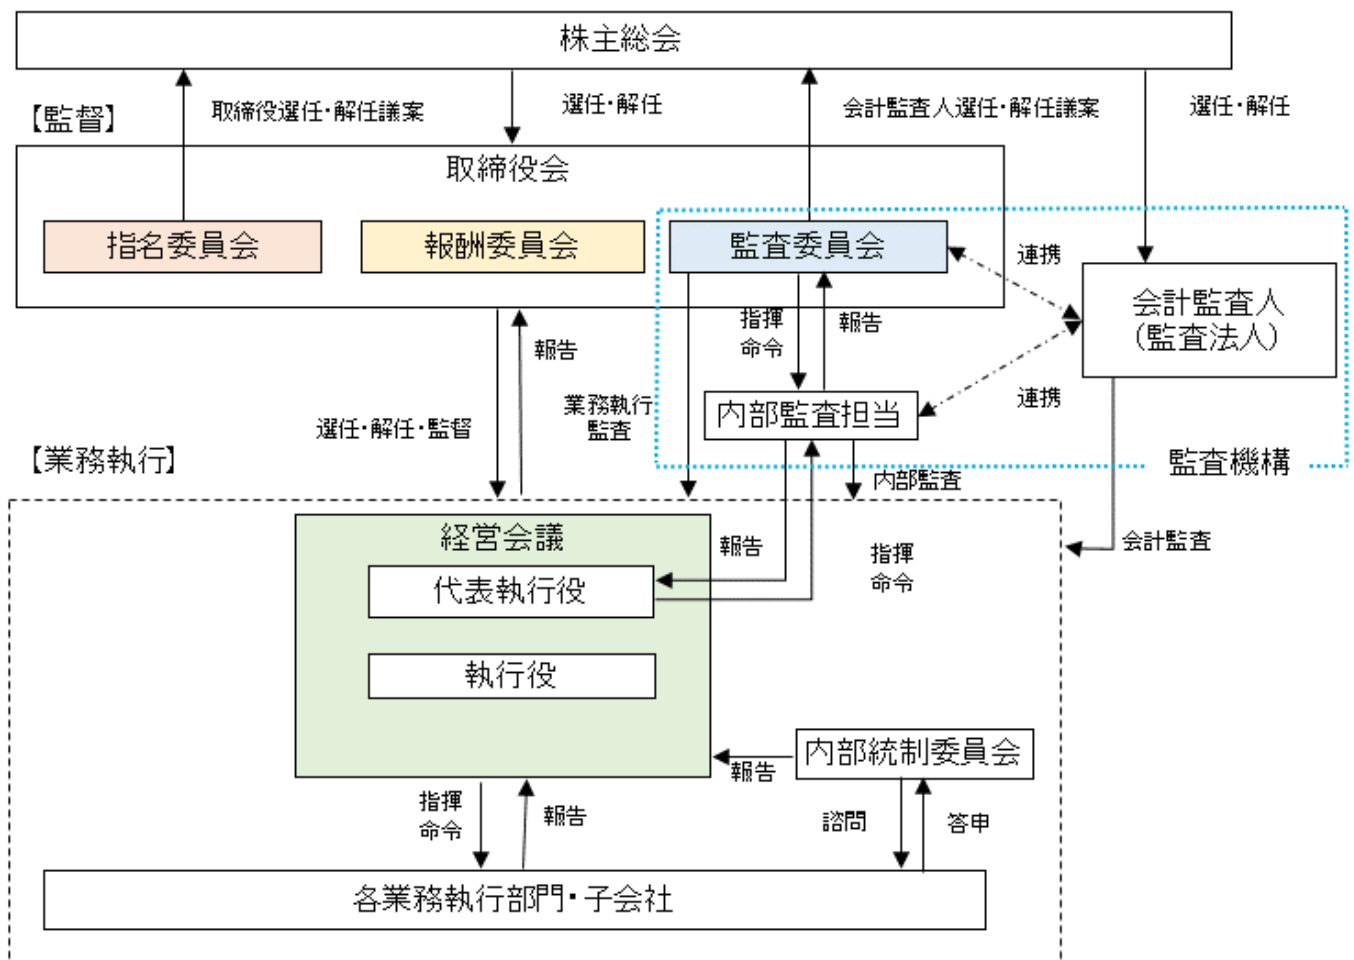 株主総会
【監督】
取締役選任・解任議案
選任・解任
会計監査人選任・解任議案
選任・解任
取締役会
指名委員会
報酬委員会
監査委員会
連携
会計監査人
（監査法人）
指揮
命令
報告
報告
内部監査担当
連携
業務執行
監査
選任・解任・監督
【業務執行】
監査機構
内部監査
経営会議
報告
指揮
命令
会計監査
代表執行役
執行役
内部統制委員会
報告
指揮
命令
報告
諮問
答申
各業務執行部門・子会社